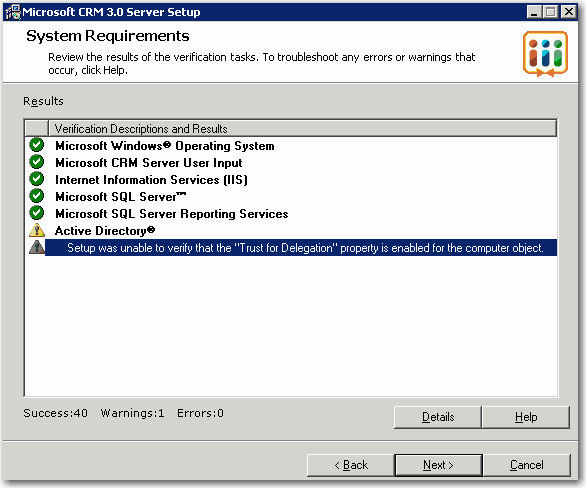 Microsoft CRM 3.0 Server Setup
System Requirements
Review the results of the verification tasks. To troubleshoot any errors or warnings that
occur, click Help.
Results
Verification Descriptions and Results
Microsoft Windows® Operating System
Microsoft CRM Server User Input
Internet Information Services (IIS)
Microsoft SQL Server™
Microsoft SQL Server Reporting Services
Active Directory®
Setup was unable to verify that the "Trust for Delegation" property is enabled for the computer object.
Success:40 Warnings:1 Errors:0
Details Help
< Back Next > Cancel